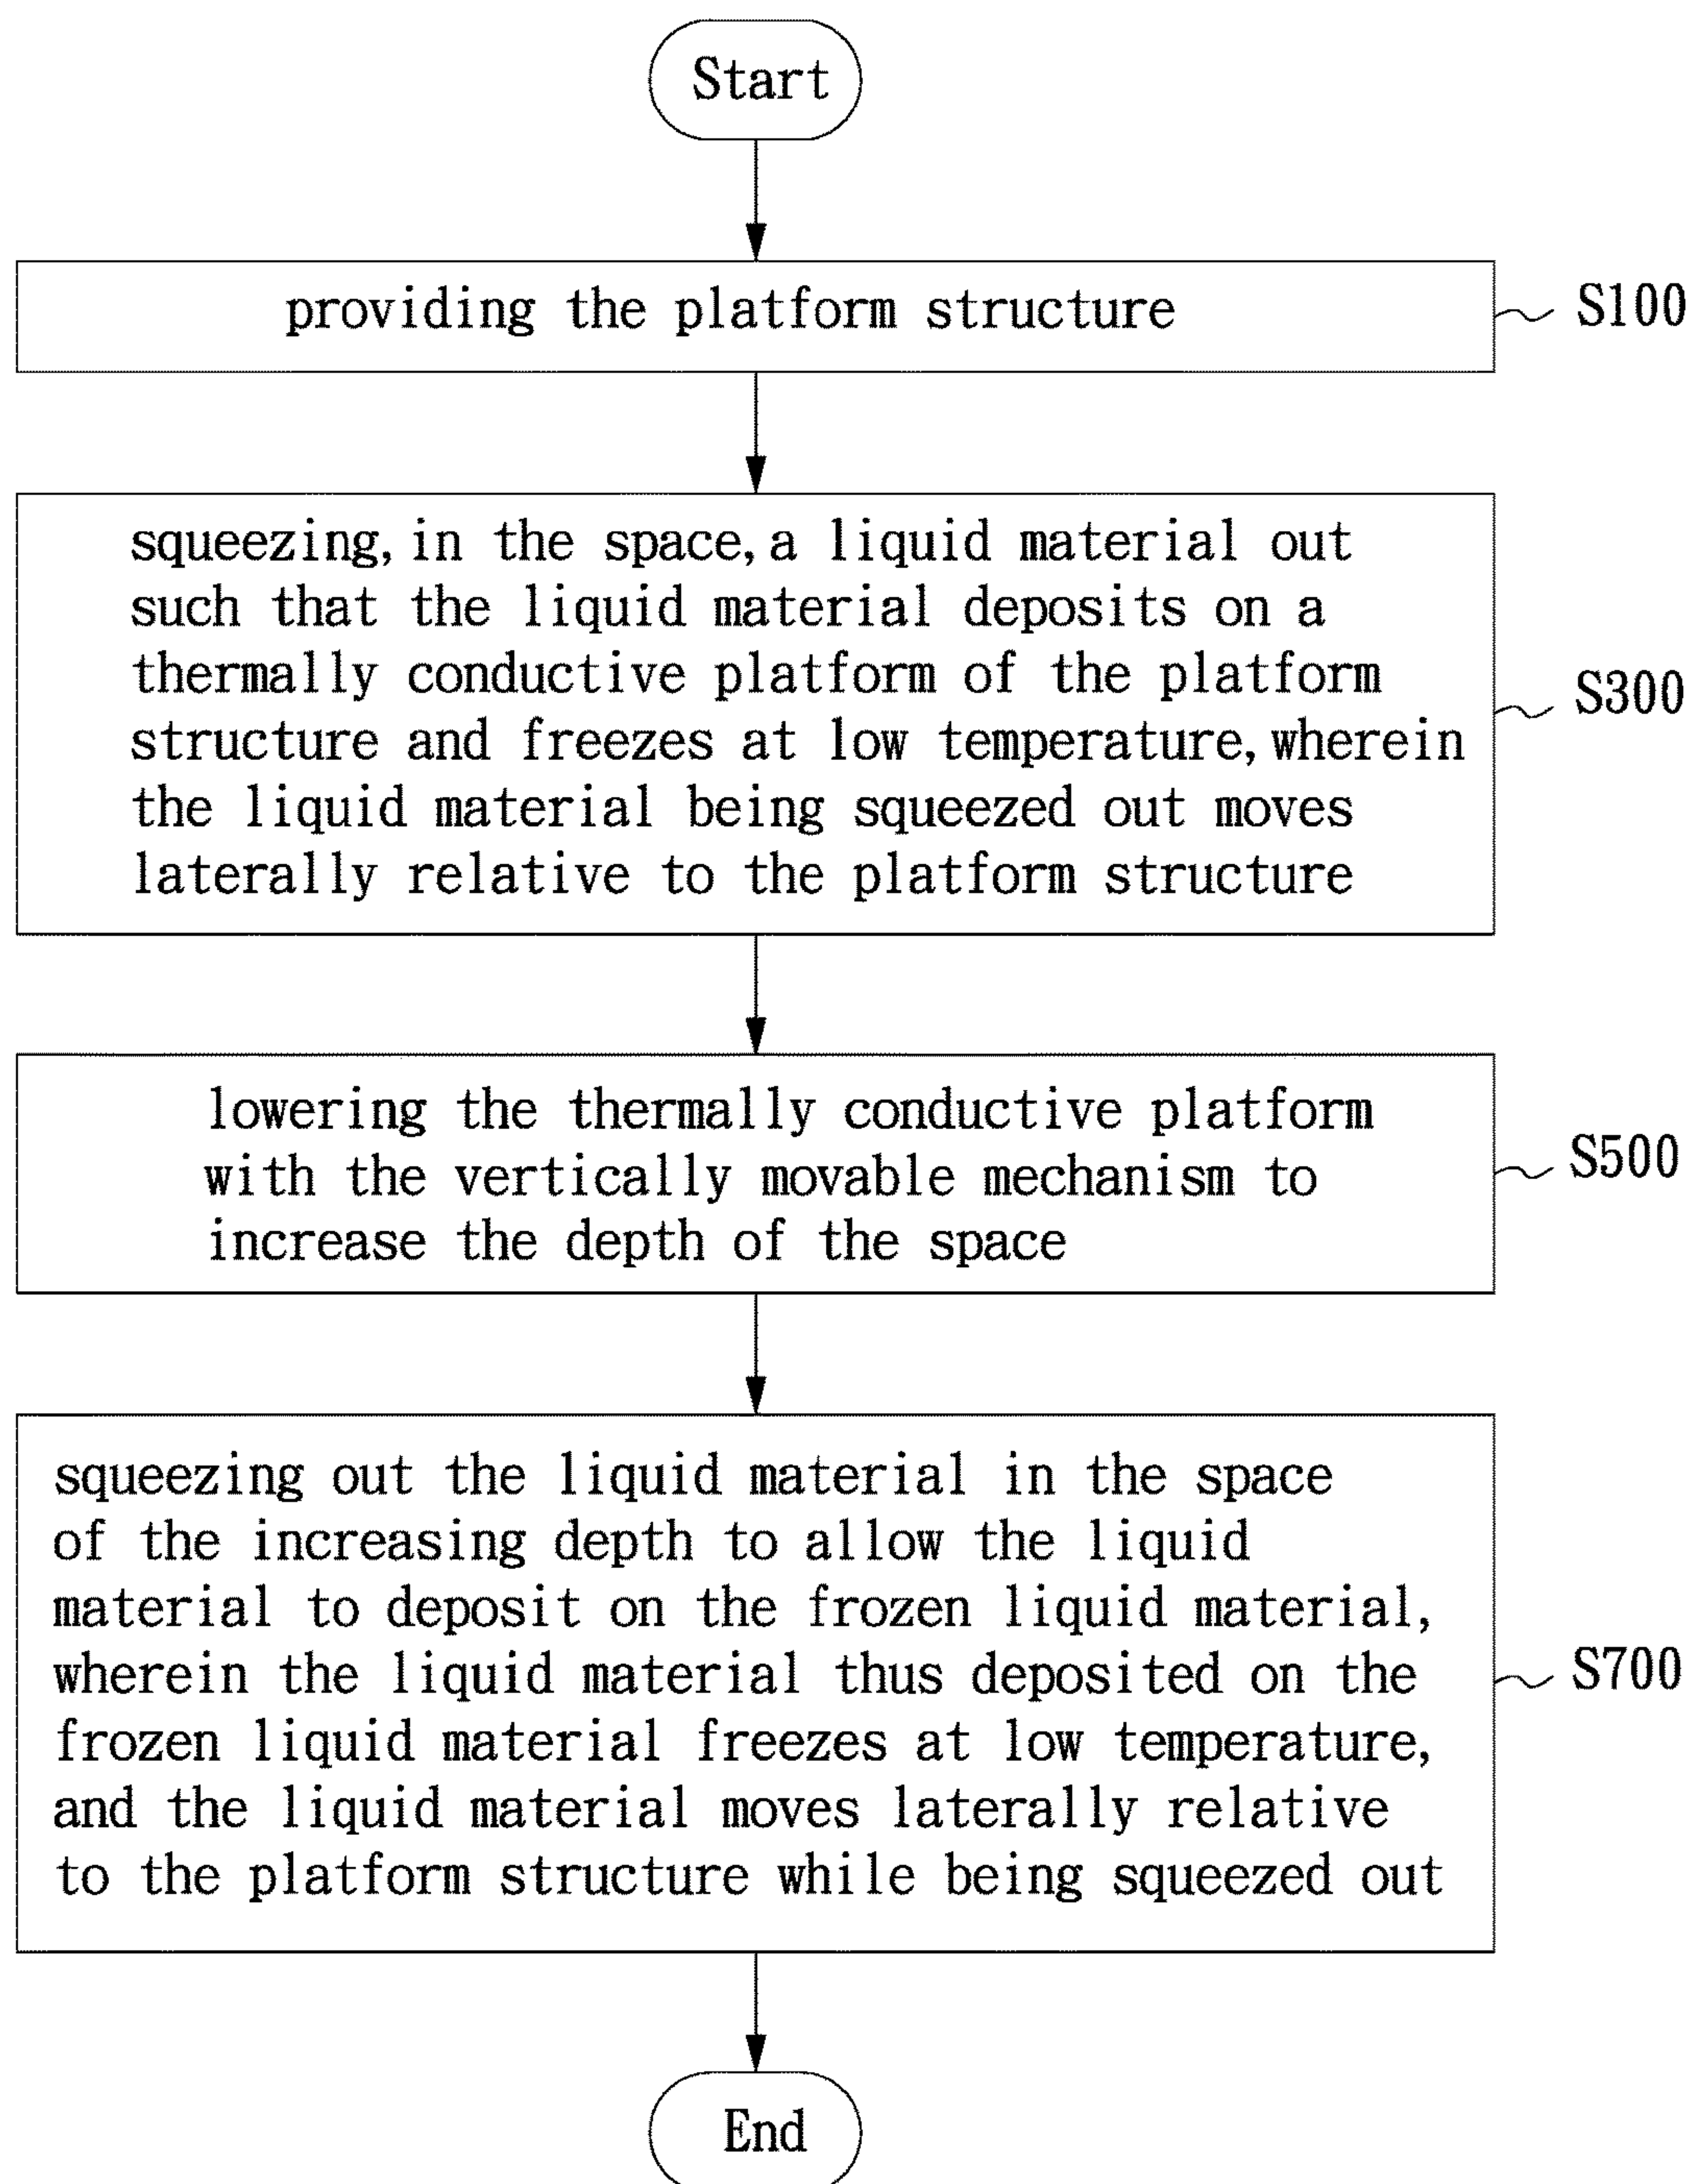 Start
providing the platform structure
S100
squeezing, in the space, a liquid material out
such that the liquid material deposits on a
thermally conductive platform of the platform
structure and freezes at low temperature, wherein
the liquid material being squeezed out moves
laterally relative to the platform structure
S300
lowering the thermally conductive platform
with the vertically movable mechanism to
increase the depth of the space
S500
squeezing out the liquid material in the space
of the increasing depth to allow the liquid
material to deposit on the frozen liquid material,
wherein the liquid material thus deposited on the
frozen liquid material freezes at low temperature,
and the liquid material moves laterally relative
to the platform structure while being squeezed out
S700
End